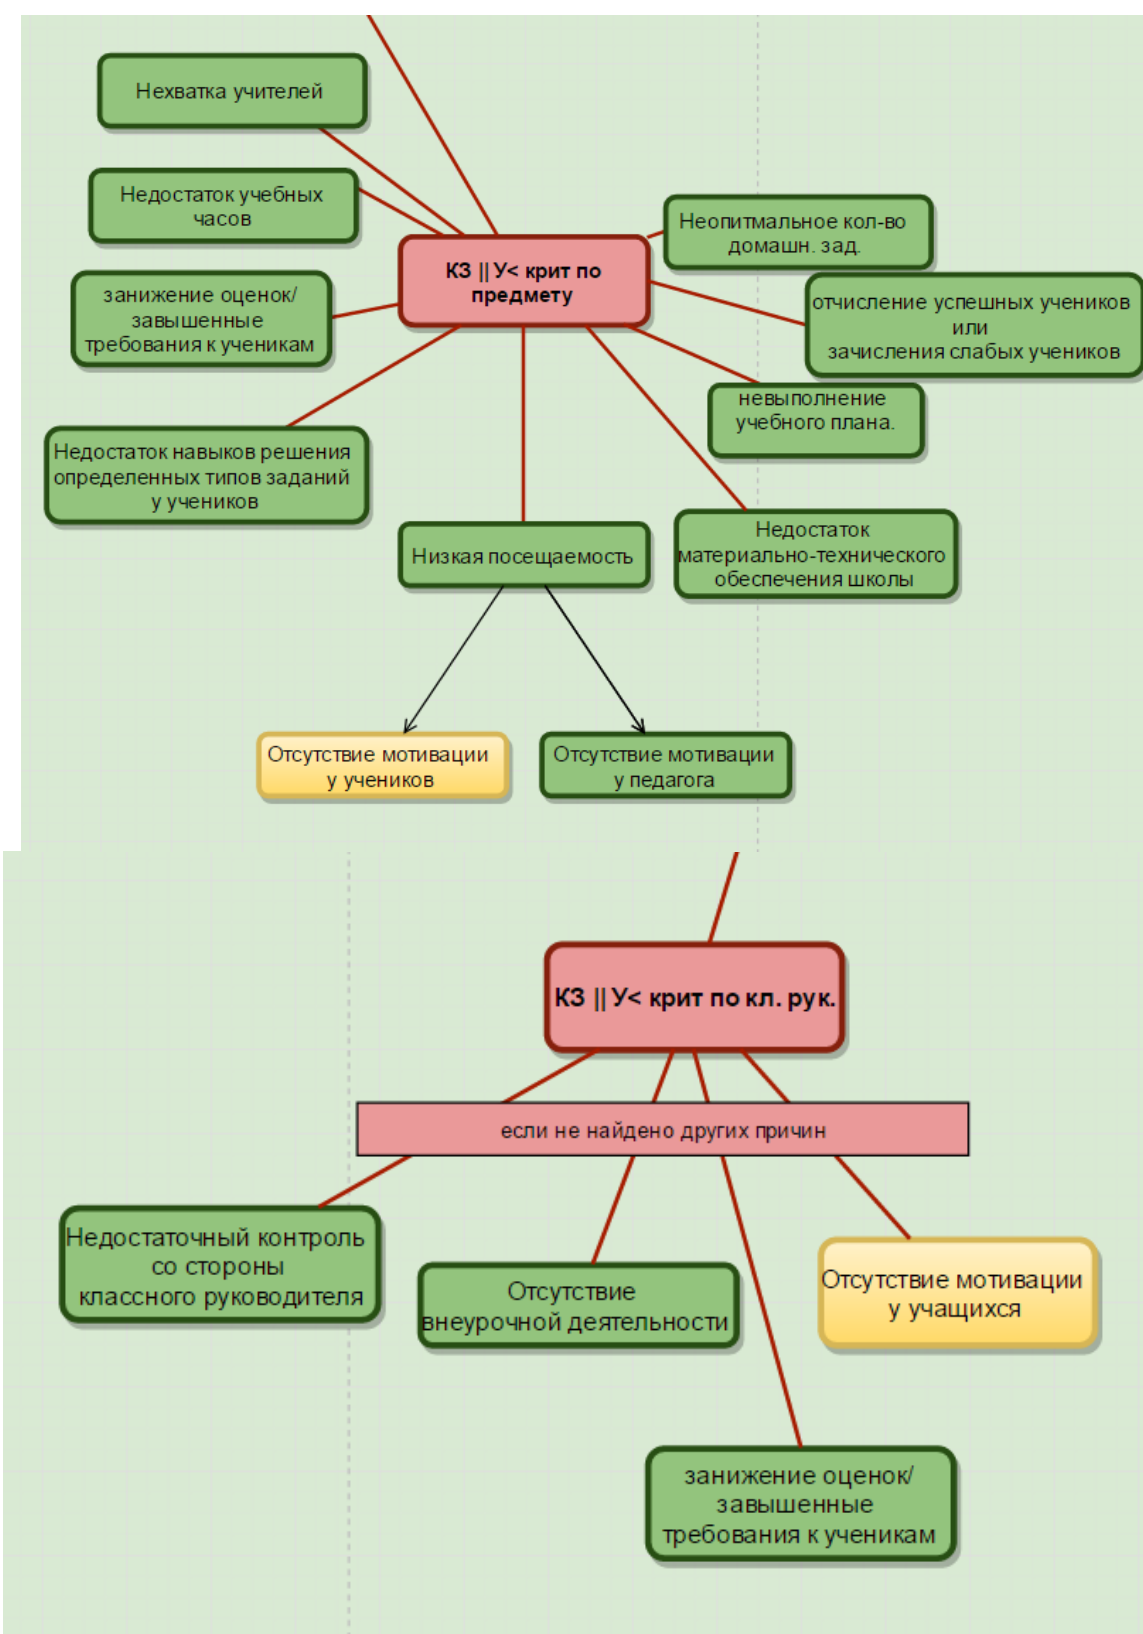 Нехватка учителей
Недостаток учебных
часов
Неопитмальное кол-во
домашн. зад.
КЗ || У< крит по
предмету
занижение оценок/
завышенные
требования к ученикам
отчисление успешных учеников
или
зачисления слабых учеников
невыполнение
учебного плана.
Недостаток навыков решения
определенных типов заданий
у учеников
Низкая посещаемость
Недостаток
материально-технического
обеспечения школы
Отсутствие мотивации
у учеников
Отсутствие мотивации
у педагога
КЗ || У< крит по кл. рук.
если не найдено других причин
Недостаточный контроль
со стороны
классного руководителя
Отсутствие
внеурочной деятельности
Отсутствие мотивации
у учащихся
занижение оценок/
завышенные
требования к ученикам